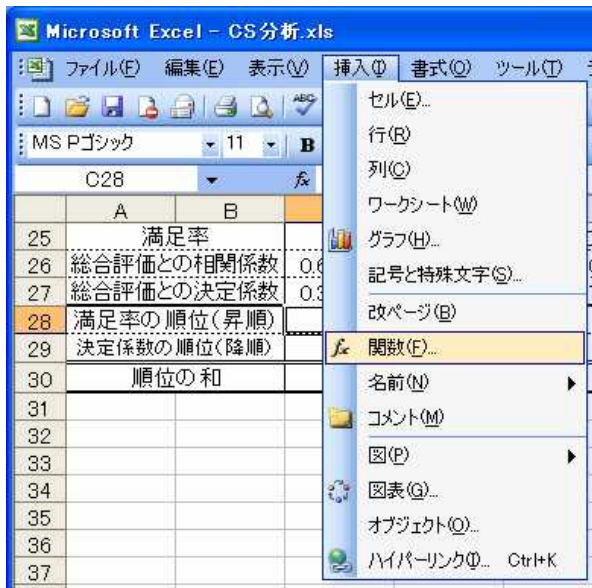 Microsoft Excel - CS分析.xls
ファイル(F) 編集(E) 表示(V) 挿入(I) 書式(O) ツール(T)
MS Pゴシック 11 B
C28 fx
A B
25 満足率
26 総合評価との相関係数 0.6
27 総合評価との決定係数 0.3
28 満足率の順位(昇順)
29 決定係数の順位(降順)
30 順位の和
31
32
33
34
35
36
37
セル(E)...
行(R)
列(C)
ワークシート(W)
グラフ(H)...
記号と特殊文字(S)...
改ページ(B)
fx 関数(F)...
名前(N)
コメント(M)
図(P)
図表(G)...
オブジェクト(O)...
ハイパーリンク(I)... Ctrl+K